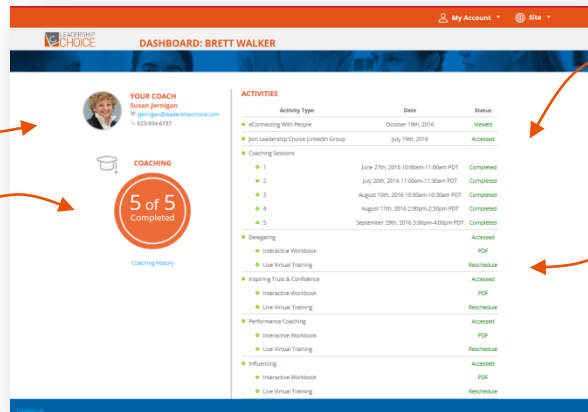 My Account
Site
LEADERSHIP
CHOICE
DASHBOARD: BRETT WALKER
YOUR COACH
Susan Jernigan
sjernigan@leadershipchoice.com
623-934-6737
COACHING
5 of 5
Completed
Coaching History
ACTIVITIES
Activity Type Date Status
eConnecting With People October 19th, 2016 Viewed
Join Leadership Choice LinkedIn Group July 19th, 2016 Accessed
Coaching Sessions
1 June 27th, 2016 10:00am-11:00am PDT Completed
2 July 20th, 2016 11:00am-11:30am PDT Completed
3 August 10th, 2016 10:00am-10:30am PDT Completed
4 August 17th, 2016 2:00pm-2:30pm PDT Completed
5 September 29th, 2016 3:00pm-4:00pm PDT Completed
Delegating Accessed
Interactive Workbook PDF
Live Virtual Training Reschedule
Inspiring Trust & Confidence Accessed
Interactive Workbook PDF
Live Virtual Training Reschedule
Performance Coaching Accessed
Interactive Workbook PDF
Live Virtual Training Reschedule
Influencing Accessed
Interactive Workbook PDF
Live Virtual Training Reschedule
Contact Us